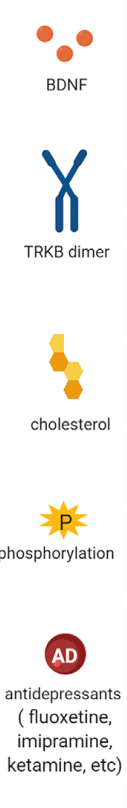 BDNF
TRKB dimer
cholesterol
P
phosphorylation
AD
antidepressants
( fluoxetine,
imipramine,
ketamine, etc)